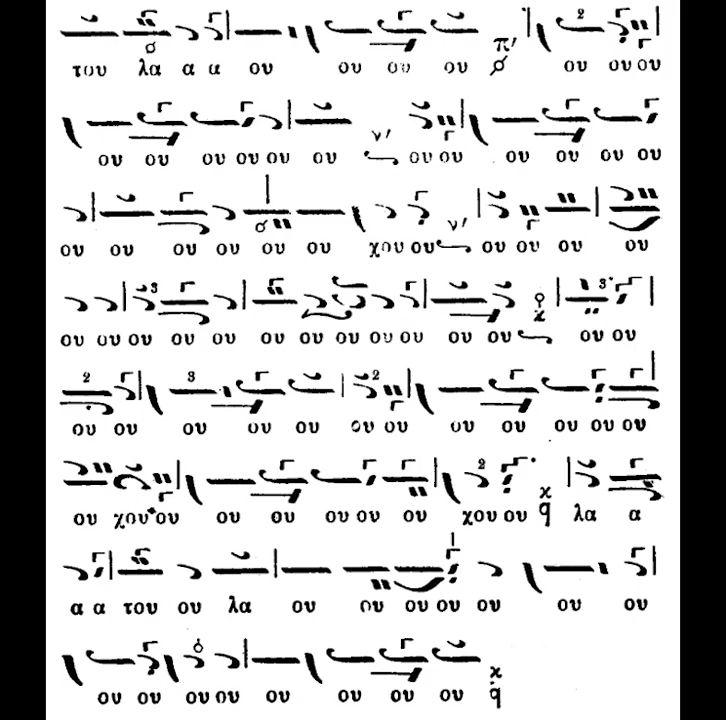 του λαα α α ου ου ου ου π' ου ου ου
ου ου ου ου ου ου ν' ου ου ου ου ου ου
ου ου ου ου ου ου χου ου ν' ου ου ου ου
ου ου ου ου ου ου ου ου ου ου ου ου ου ου
ου ου ου ου ου ου ου ου ου ου ου ου
ου χου ου ου ου ου ου ου χου ου λα α
α α του ου λα ου ου ου ου ου ου ου
ου ου ου ου ου ου ου ου